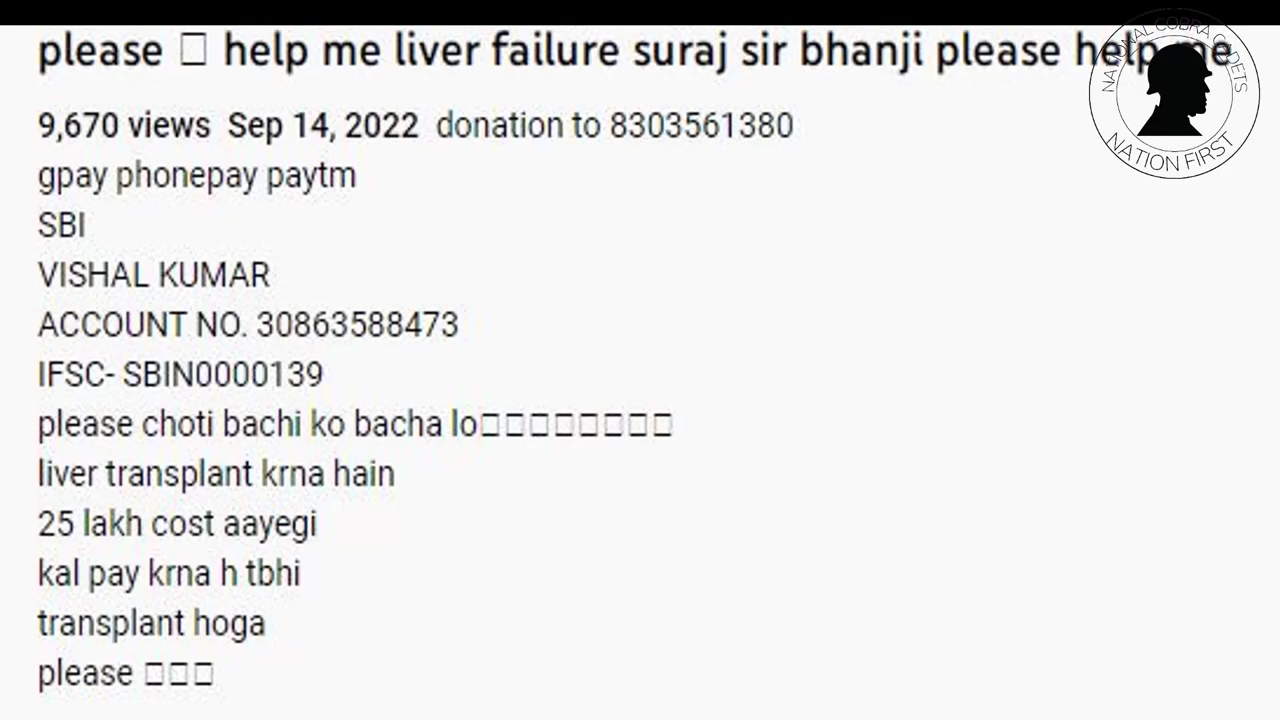 please □ help me liver failure suraj sir bhanji please help me
9,670 views Sep 14, 2022 donation to 8303561380
gpay phonepay paytm
SBI
VISHAL KUMAR
ACCOUNT NO. 30863588473
IFSC- SBIN0000139
please choti bachi ko bacha lo□□□□□□□□
liver transplant krna hain
25 lakh cost aayegi
kal pay krna h tbhi
transplant hoga
please □□□
COBRA CADETS
NATION FIRST